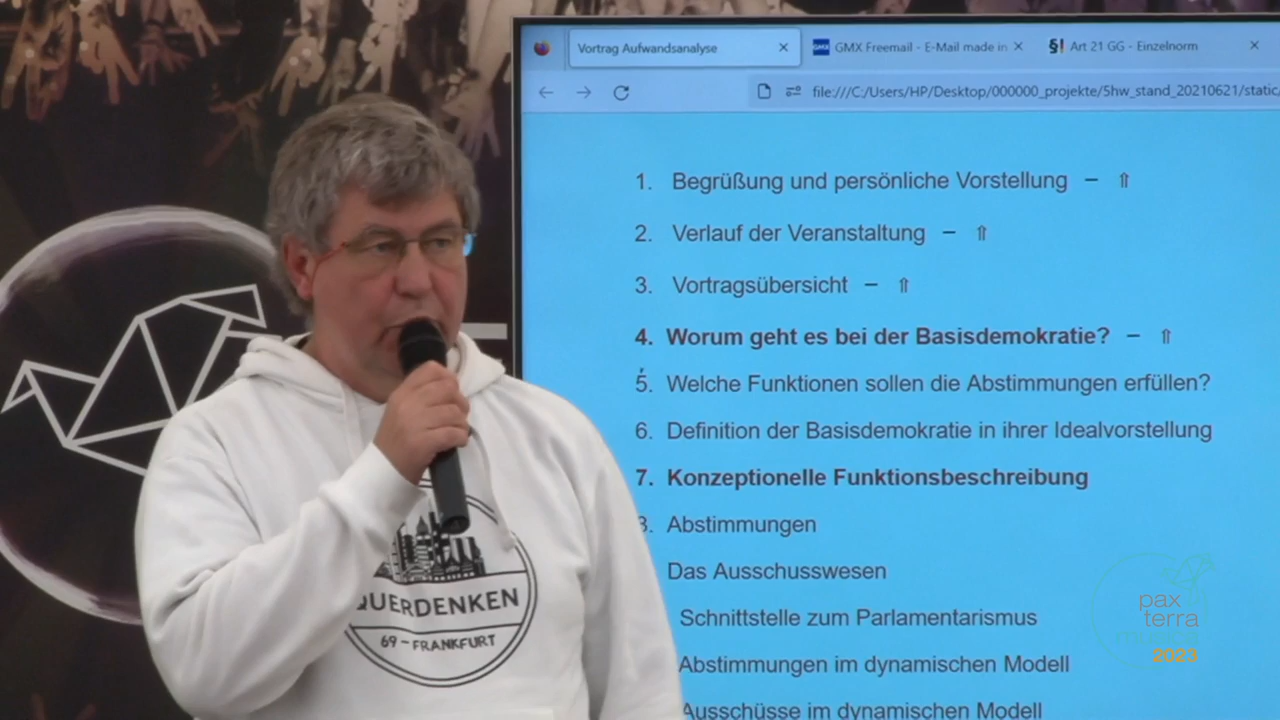 Vortrag Aufwandsanalyse
GMX GMX Freemail - E-Mail made in
§! Art 21 GG - Einzelnorm
file:///C:/Users/HP/Desktop/000000_projekte/5hw_stand_20210621/static/
1. Begrüßung und persönliche Vorstellung – ⇧
2. Verlauf der Veranstaltung – ⇧
3. Vortragsübersicht – ⇧
4. Worum geht es bei der Basisdemokratie? – ⇧
5. Welche Funktionen sollen die Abstimmungen erfüllen?
6. Definition der Basisdemokratie in ihrer Idealvorstellung
7. Konzeptionelle Funktionsbeschreibung
8. Abstimmungen
Das Ausschusswesen
Schnittstelle zum Parlamentarismus
Abstimmungen im dynamischen Modell
Ausschüsse im dynamischen Modell
QUERDENKEN
69 – FRANKFURT
pax
terra
musica
2023